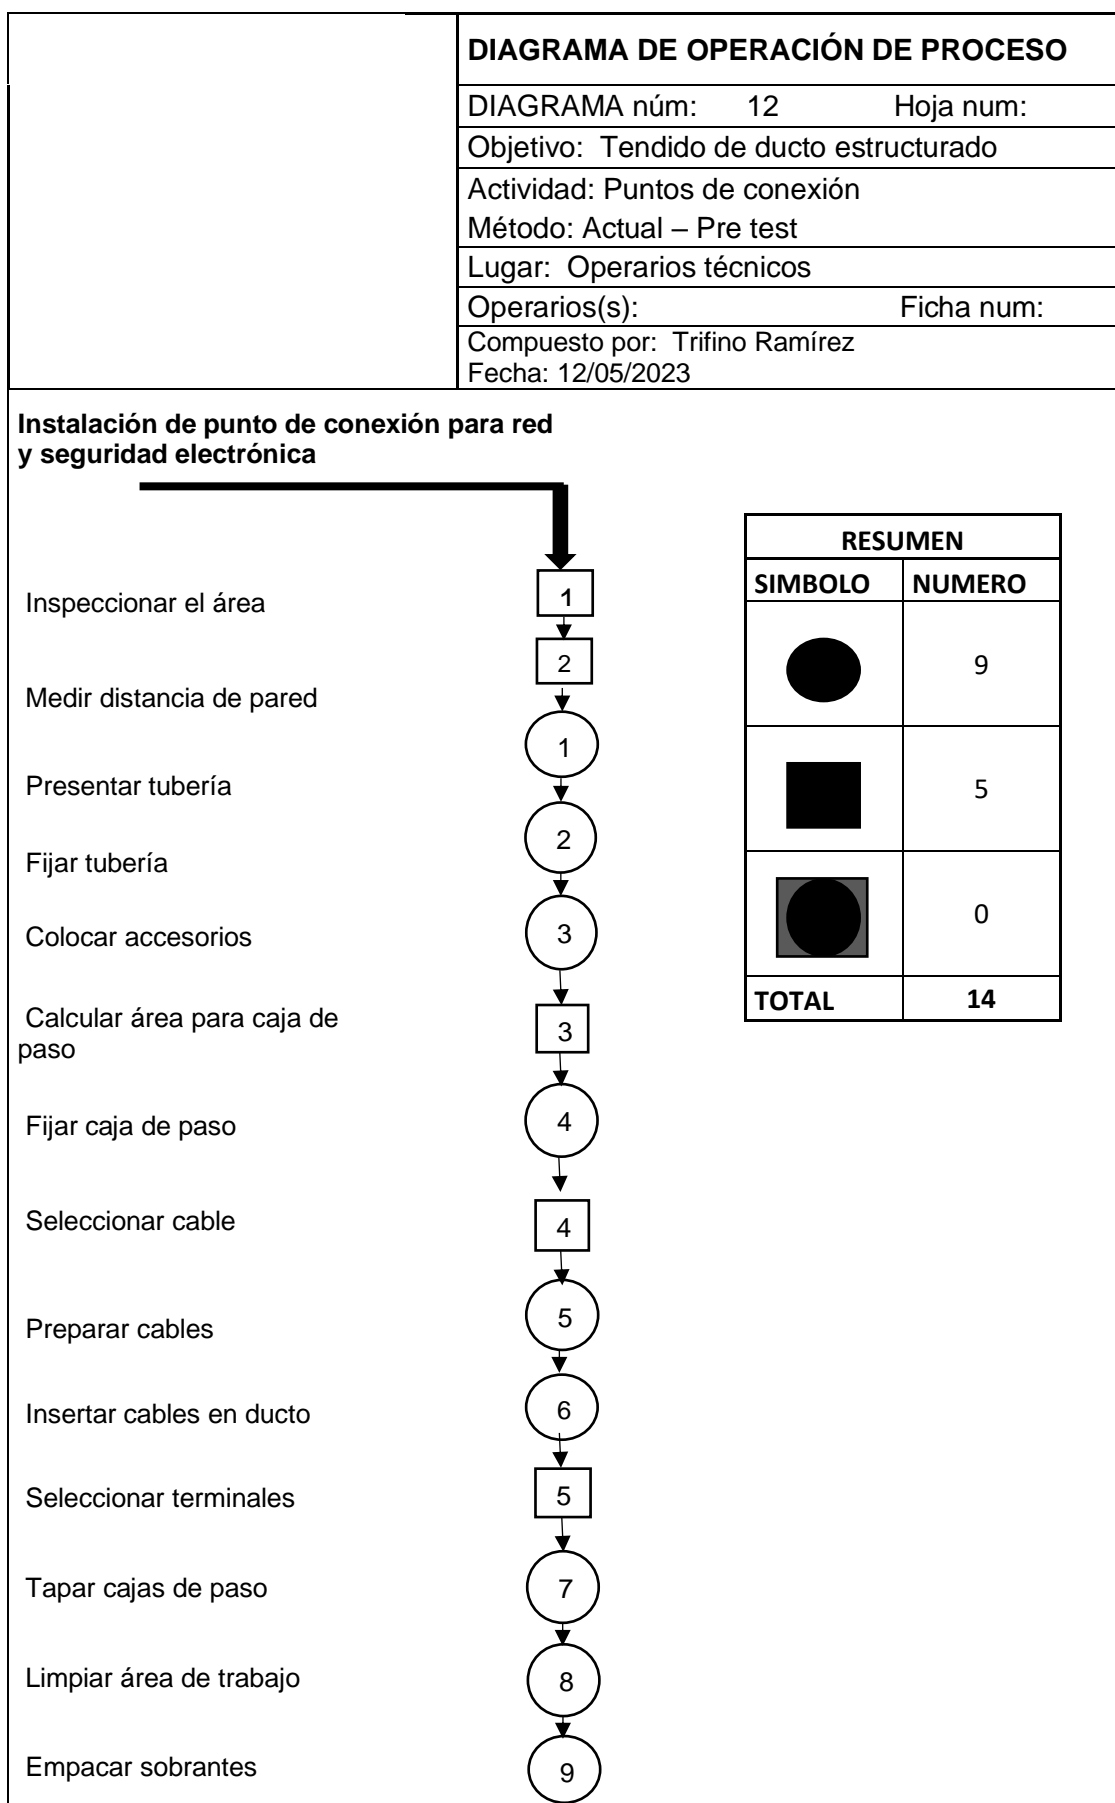 DIAGRAMA DE OPERACIÓN DE PROCESO
DIAGRAMA núm: 12 Hoja num:
Objetivo: Tendido de ducto estructurado
Actividad: Puntos de conexión
Método: Actual – Pre test
Lugar: Operarios técnicos
Operarios(s): Ficha num:
Compuesto por: Trifino Ramírez
Fecha: 12/05/2023
Instalación de punto de conexión para red
y seguridad electrónica
RESUMEN
SIMBOLO NUMERO
9
5
0
TOTAL 14
Inspeccionar el área 1
2
Medir distancia de pared
1
Presentar tubería
2
Fijar tubería
Colocar accesorios 3
Calcular área para caja de
paso
3
Fijar caja de paso 4
Seleccionar cable 4
Preparar cables 5
Insertar cables en ducto 6
Seleccionar terminales 5
Tapar cajas de paso 7
Limpiar área de trabajo 8
Empacar sobrantes 9